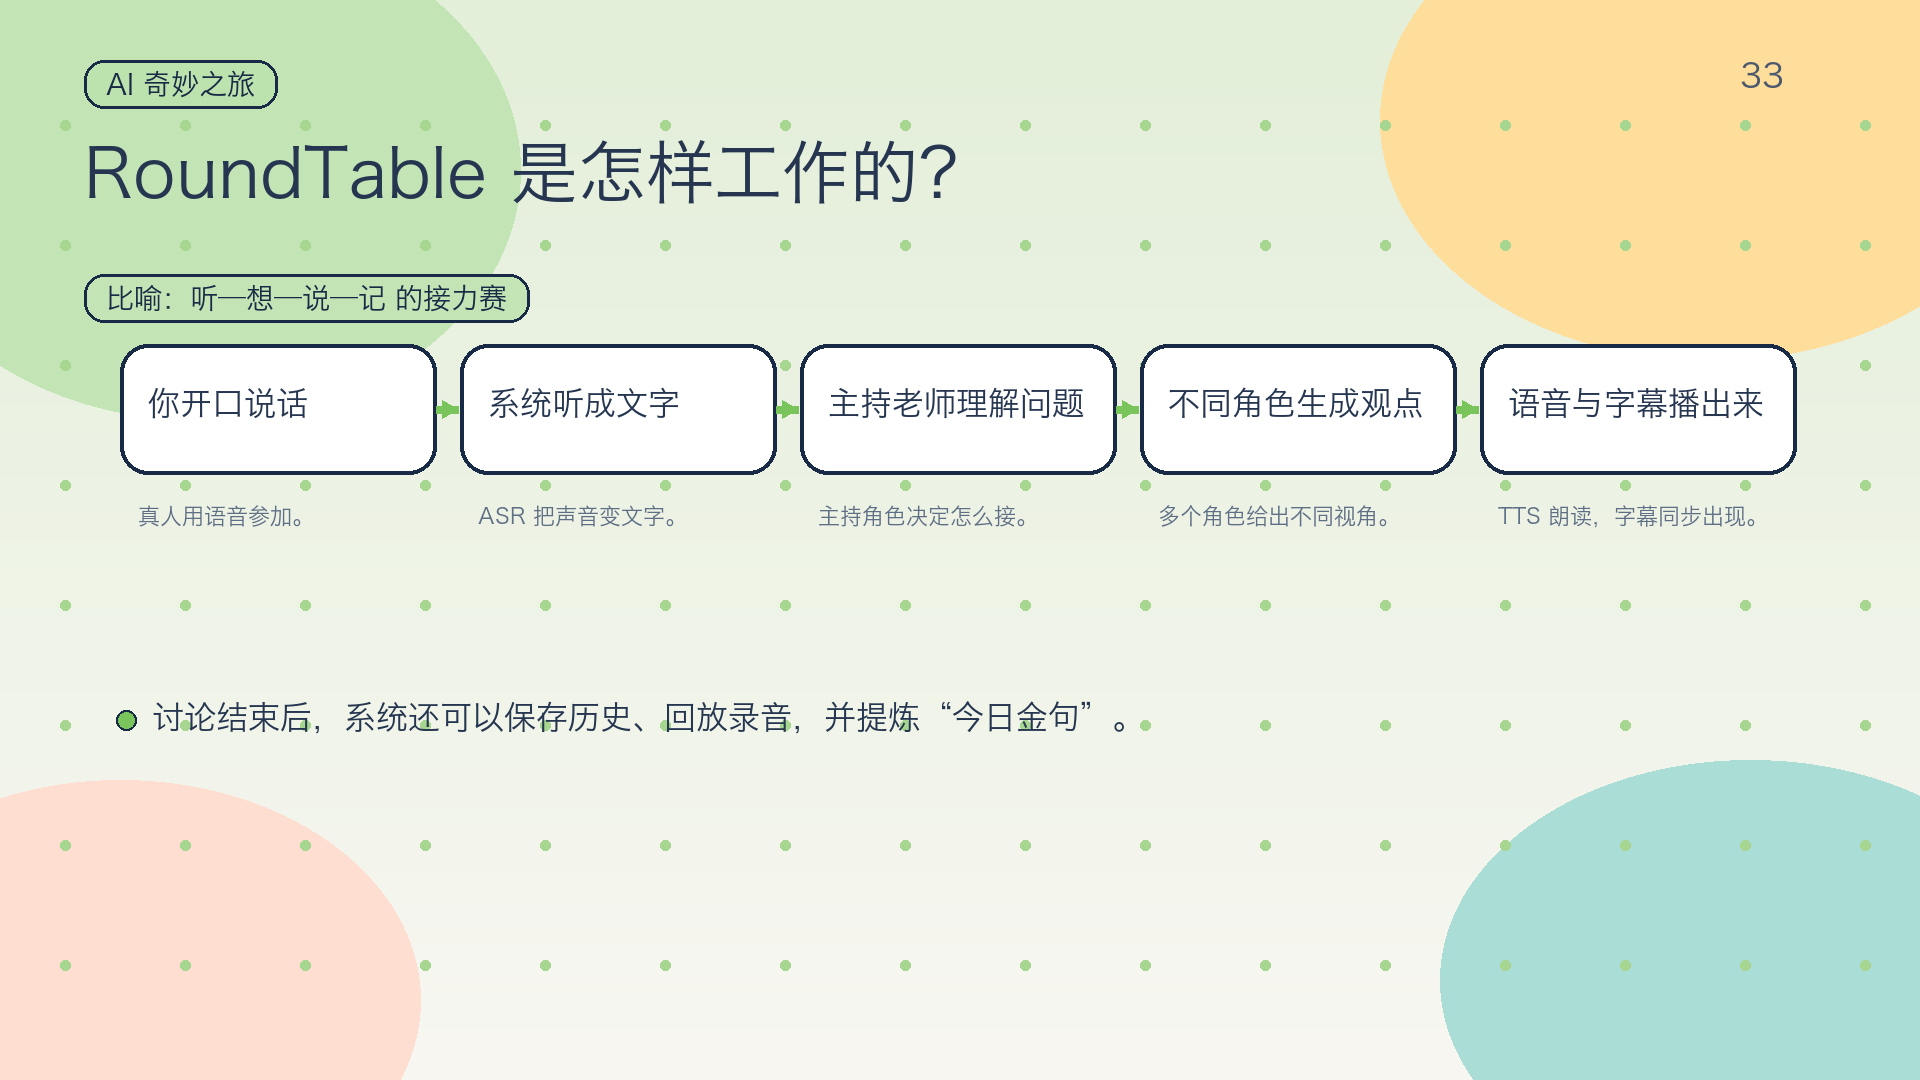 AI 奇妙之旅
33
RoundTable 是怎样工作的？
比喻：听—想—说—记 的接力赛
你开口说话
系统听成文字
主持老师理解问题
不同角色生成观点
语音与字幕播出来
真人用语音参加。
ASR 把声音变文字。
主持角色决定怎么接。
多个角色给出不同视角。
TTS 朗读，字幕同步出现。
讨论结束后，系统还可以保存历史、回放录音，并提炼“今日金句”。